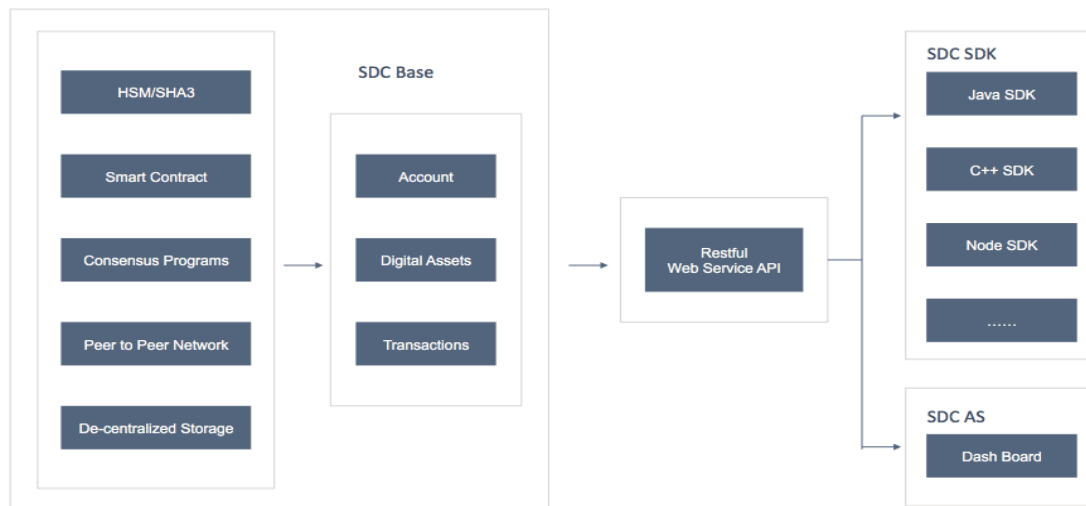 SDC Base
HSM/SHA3
Smart Contract
Consensus Programs
Peer to Peer Network
De-centralized Storage
Account
Digital Assets
Transactions
Restful
Web Service API
SDC SDK
Java SDK
C++ SDK
Node SDK
......
SDC AS
Dash Board